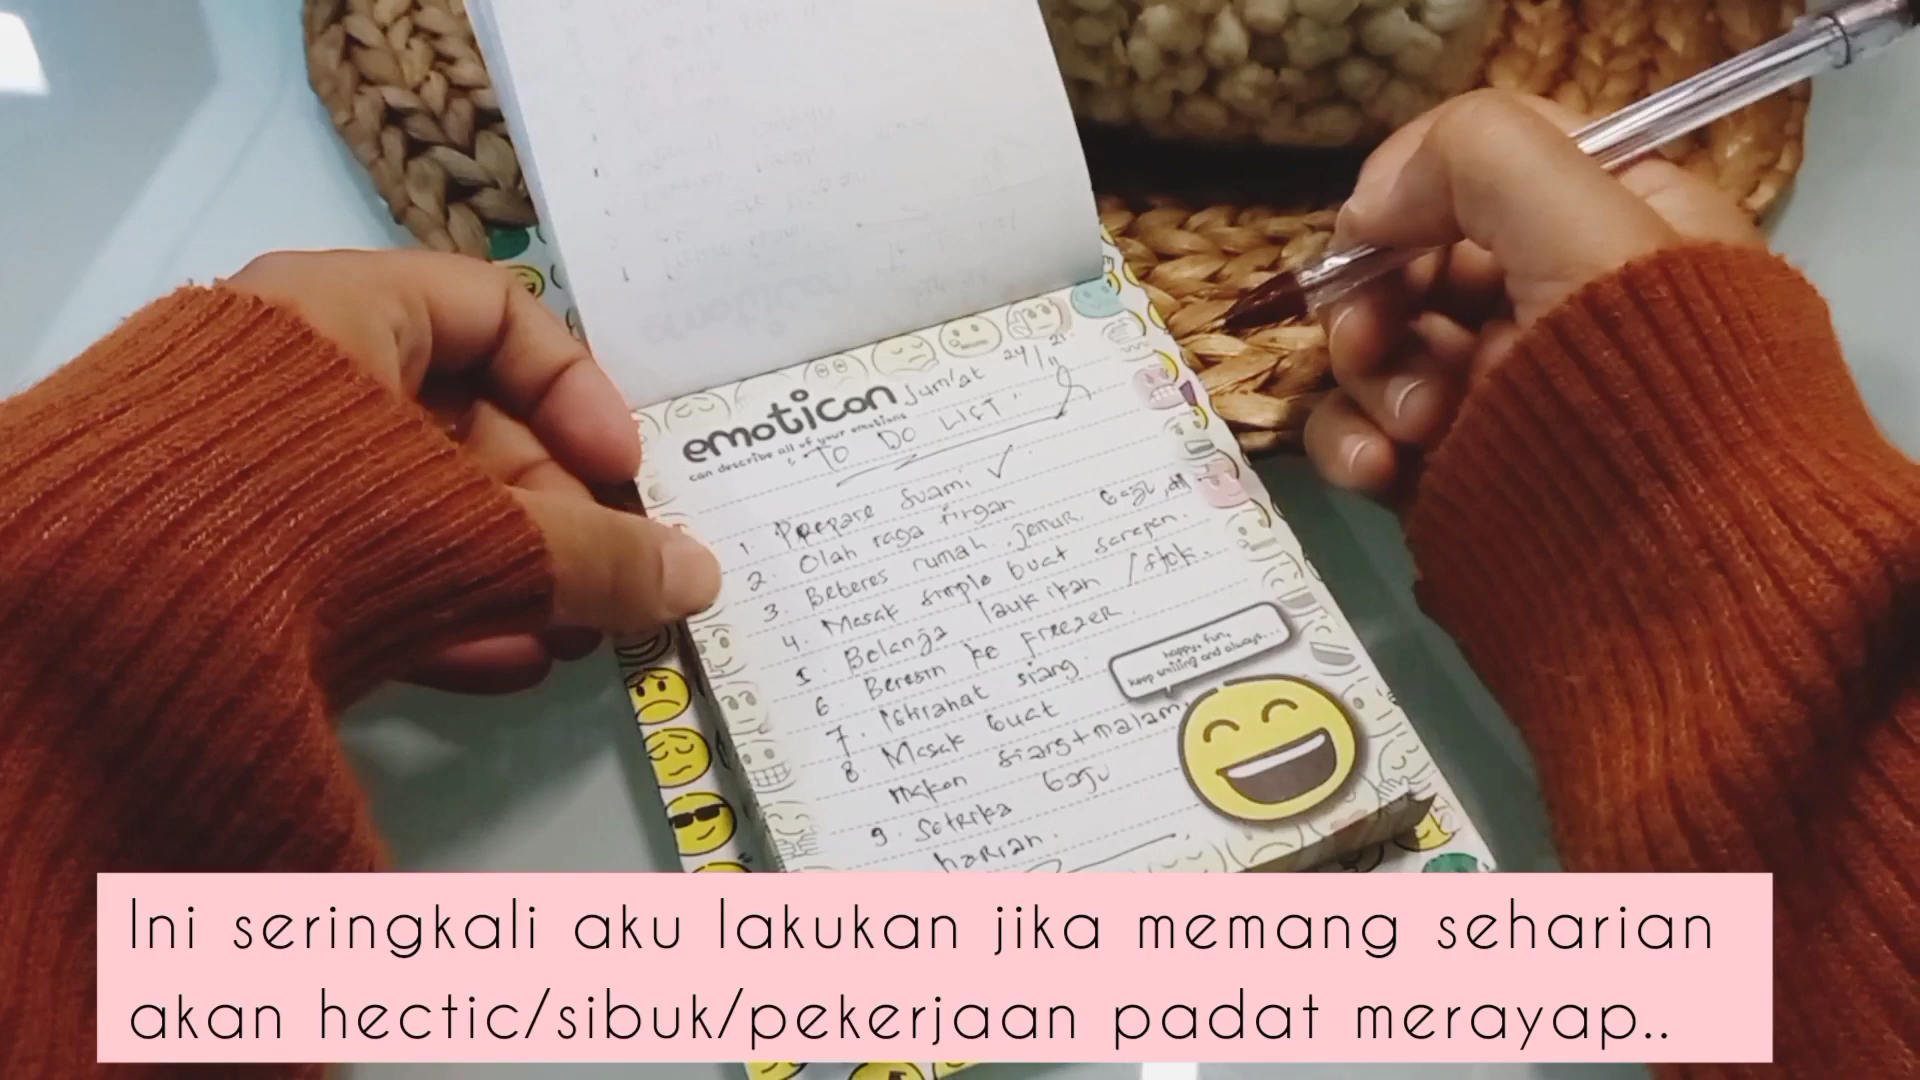 emoticon
can describe all of your emotions
Jum'at 24/11
"TO DO LIST"
1. Prepare suami ✓
2. Olah raga ringan
3. Beberes rumah, jemur baju, dll
4. Masak simple buat sarapan.
5. Belanja lauk ikan / stok.
6. Beresin ke freezer.
7. Istirahat siang
8. Masak buat
makan siang + malam
9. Setrika baju
harian.
happy, fun,
keep smiling and always...
Ini seringkali aku lakukan jika memang seharian
akan hectic/sibuk/pekerjaan padat merayap..